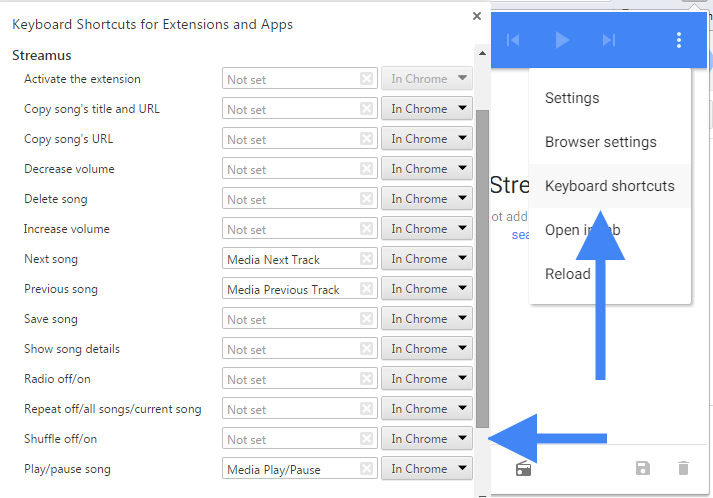 Keyboard Shortcuts for Extensions and Apps
Streamus
Activate the extension Not set In Chrome
Copy song's title and URL Not set In Chrome
Copy song's URL Not set In Chrome
Decrease volume Not set In Chrome
Delete song Not set In Chrome
Increase volume Not set In Chrome
Next song Media Next Track In Chrome
Previous song Media Previous Track In Chrome
Save song Not set In Chrome
Show song details Not set In Chrome
Radio off/on Not set In Chrome
Repeat off/all songs/current song Not set In Chrome
Shuffle off/on Not set In Chrome
Play/pause song Media Play/Pause In Chrome
Settings
Browser settings
Keyboard shortcuts
Open in
Reload
Stre
ot add
sea